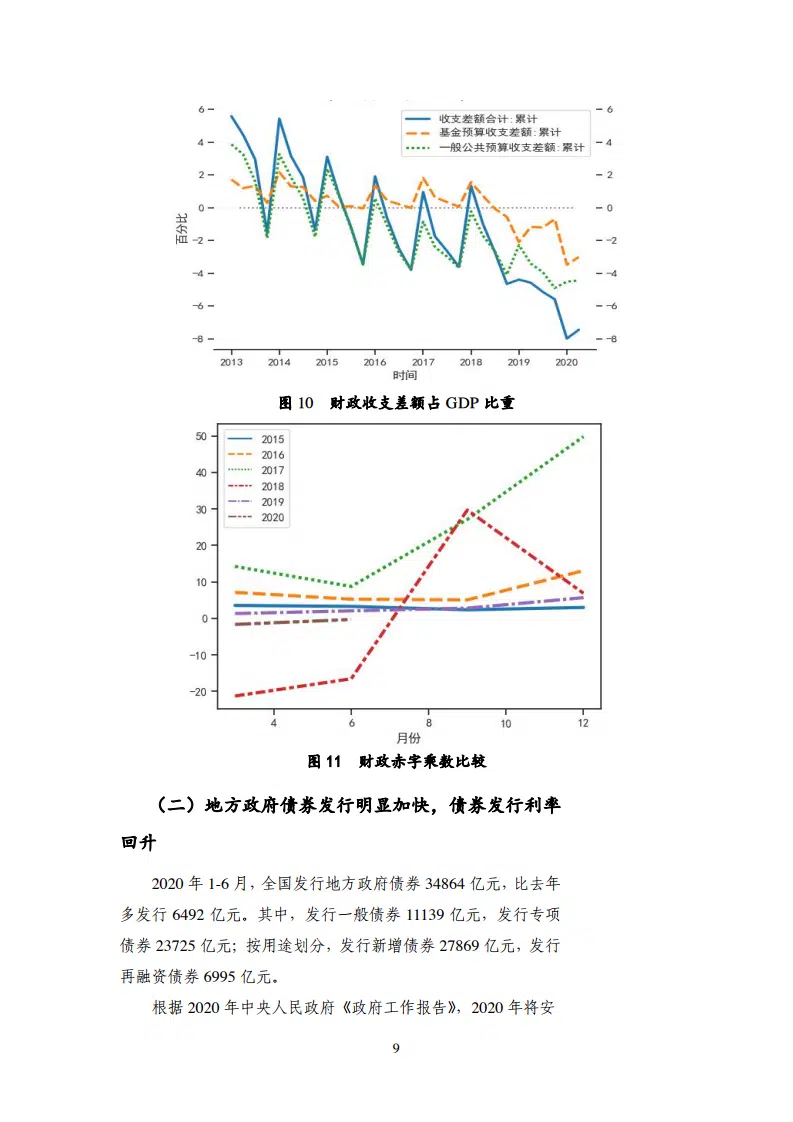 6
4
2
0
−2
−4
−6
−8
百分比
收支差额合计:累计
基金预算收支差额:累计
一般公共预算收支差额:累计
6
4
2
0
−2
−4
−6
−8
2013 2014 2015 2016 2017 2018 2019 2020
时间
图 10 财政收支差额占 GDP 比重
50
40
30
20
10
0
−10
−20
2015
2016
2017
2018
2019
2020
4 6 8 10 12
月份
图 11 财政赤字乘数比较
（二）地方政府债券发行明显加快，债券发行利率
回升
2020 年 1-6 月，全国发行地方政府债券 34864 亿元，比去年
多发行 6492 亿元。其中，发行一般债券 11139 亿元，发行专项
债券 23725 亿元；按用途划分，发行新增债券 27869 亿元，发行
再融资债券 6995 亿元。
根据 2020 年中央人民政府《政府工作报告》，2020 年将安
9